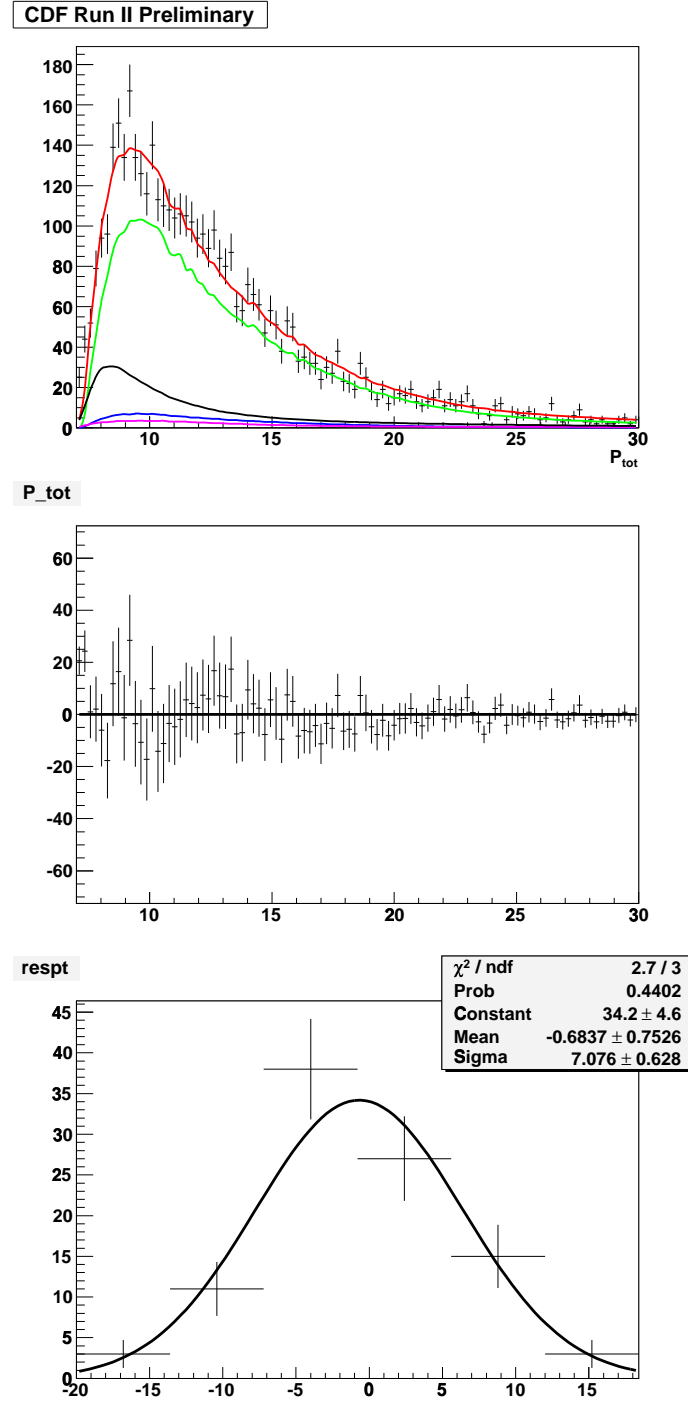 CDF Run II Preliminary
180
160
140
120
100
80
60
40
20
0
10 15 20 25 30
P_tot
P_tot
60
40
20
0
-20
-40
-60
10 15 20 25 30
respt
χ² / ndf 2.7 / 3
Prob 0.4402
Constant 34.2 ± 4.6
Mean -0.6837 ± 0.7526
Sigma 7.076 ± 0.628
45
40
35
30
25
20
15
10
5
0
-20 -15 -10 -5 0 5 10 15